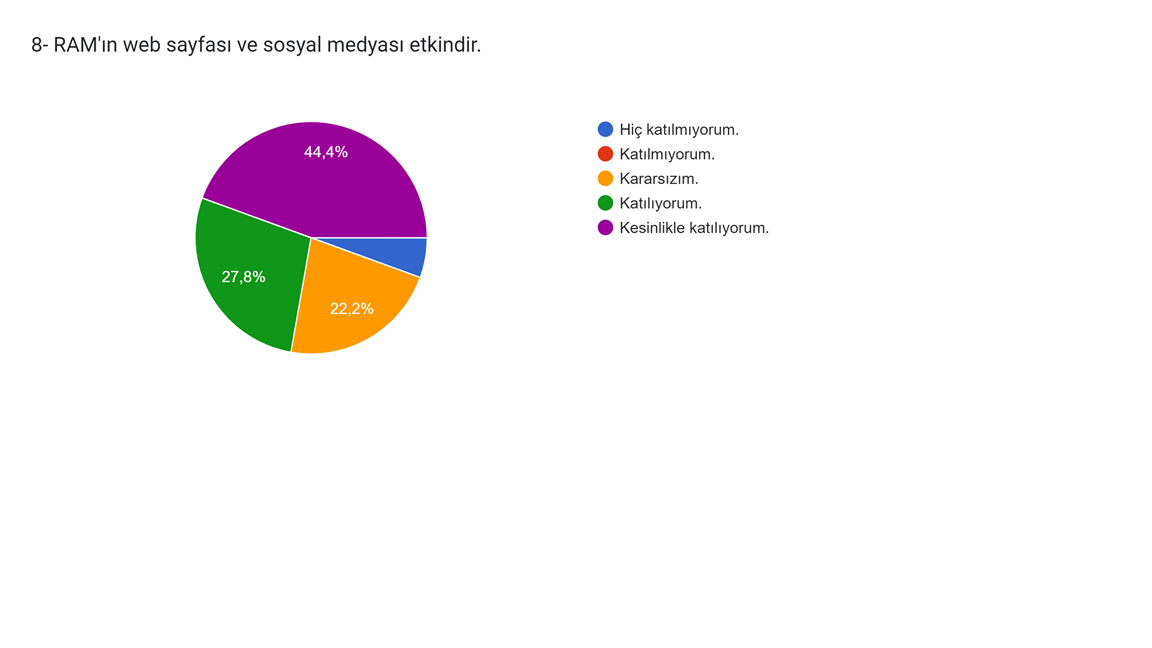 8- RAM'ın web sayfası ve sosyal medyası etkindir.
44,4%
27,8%
22,2%
Hiç katılmıyorum.
Katılmıyorum.
Kararsızım.
Katılıyorum.
Kesinlikle katılıyorum.